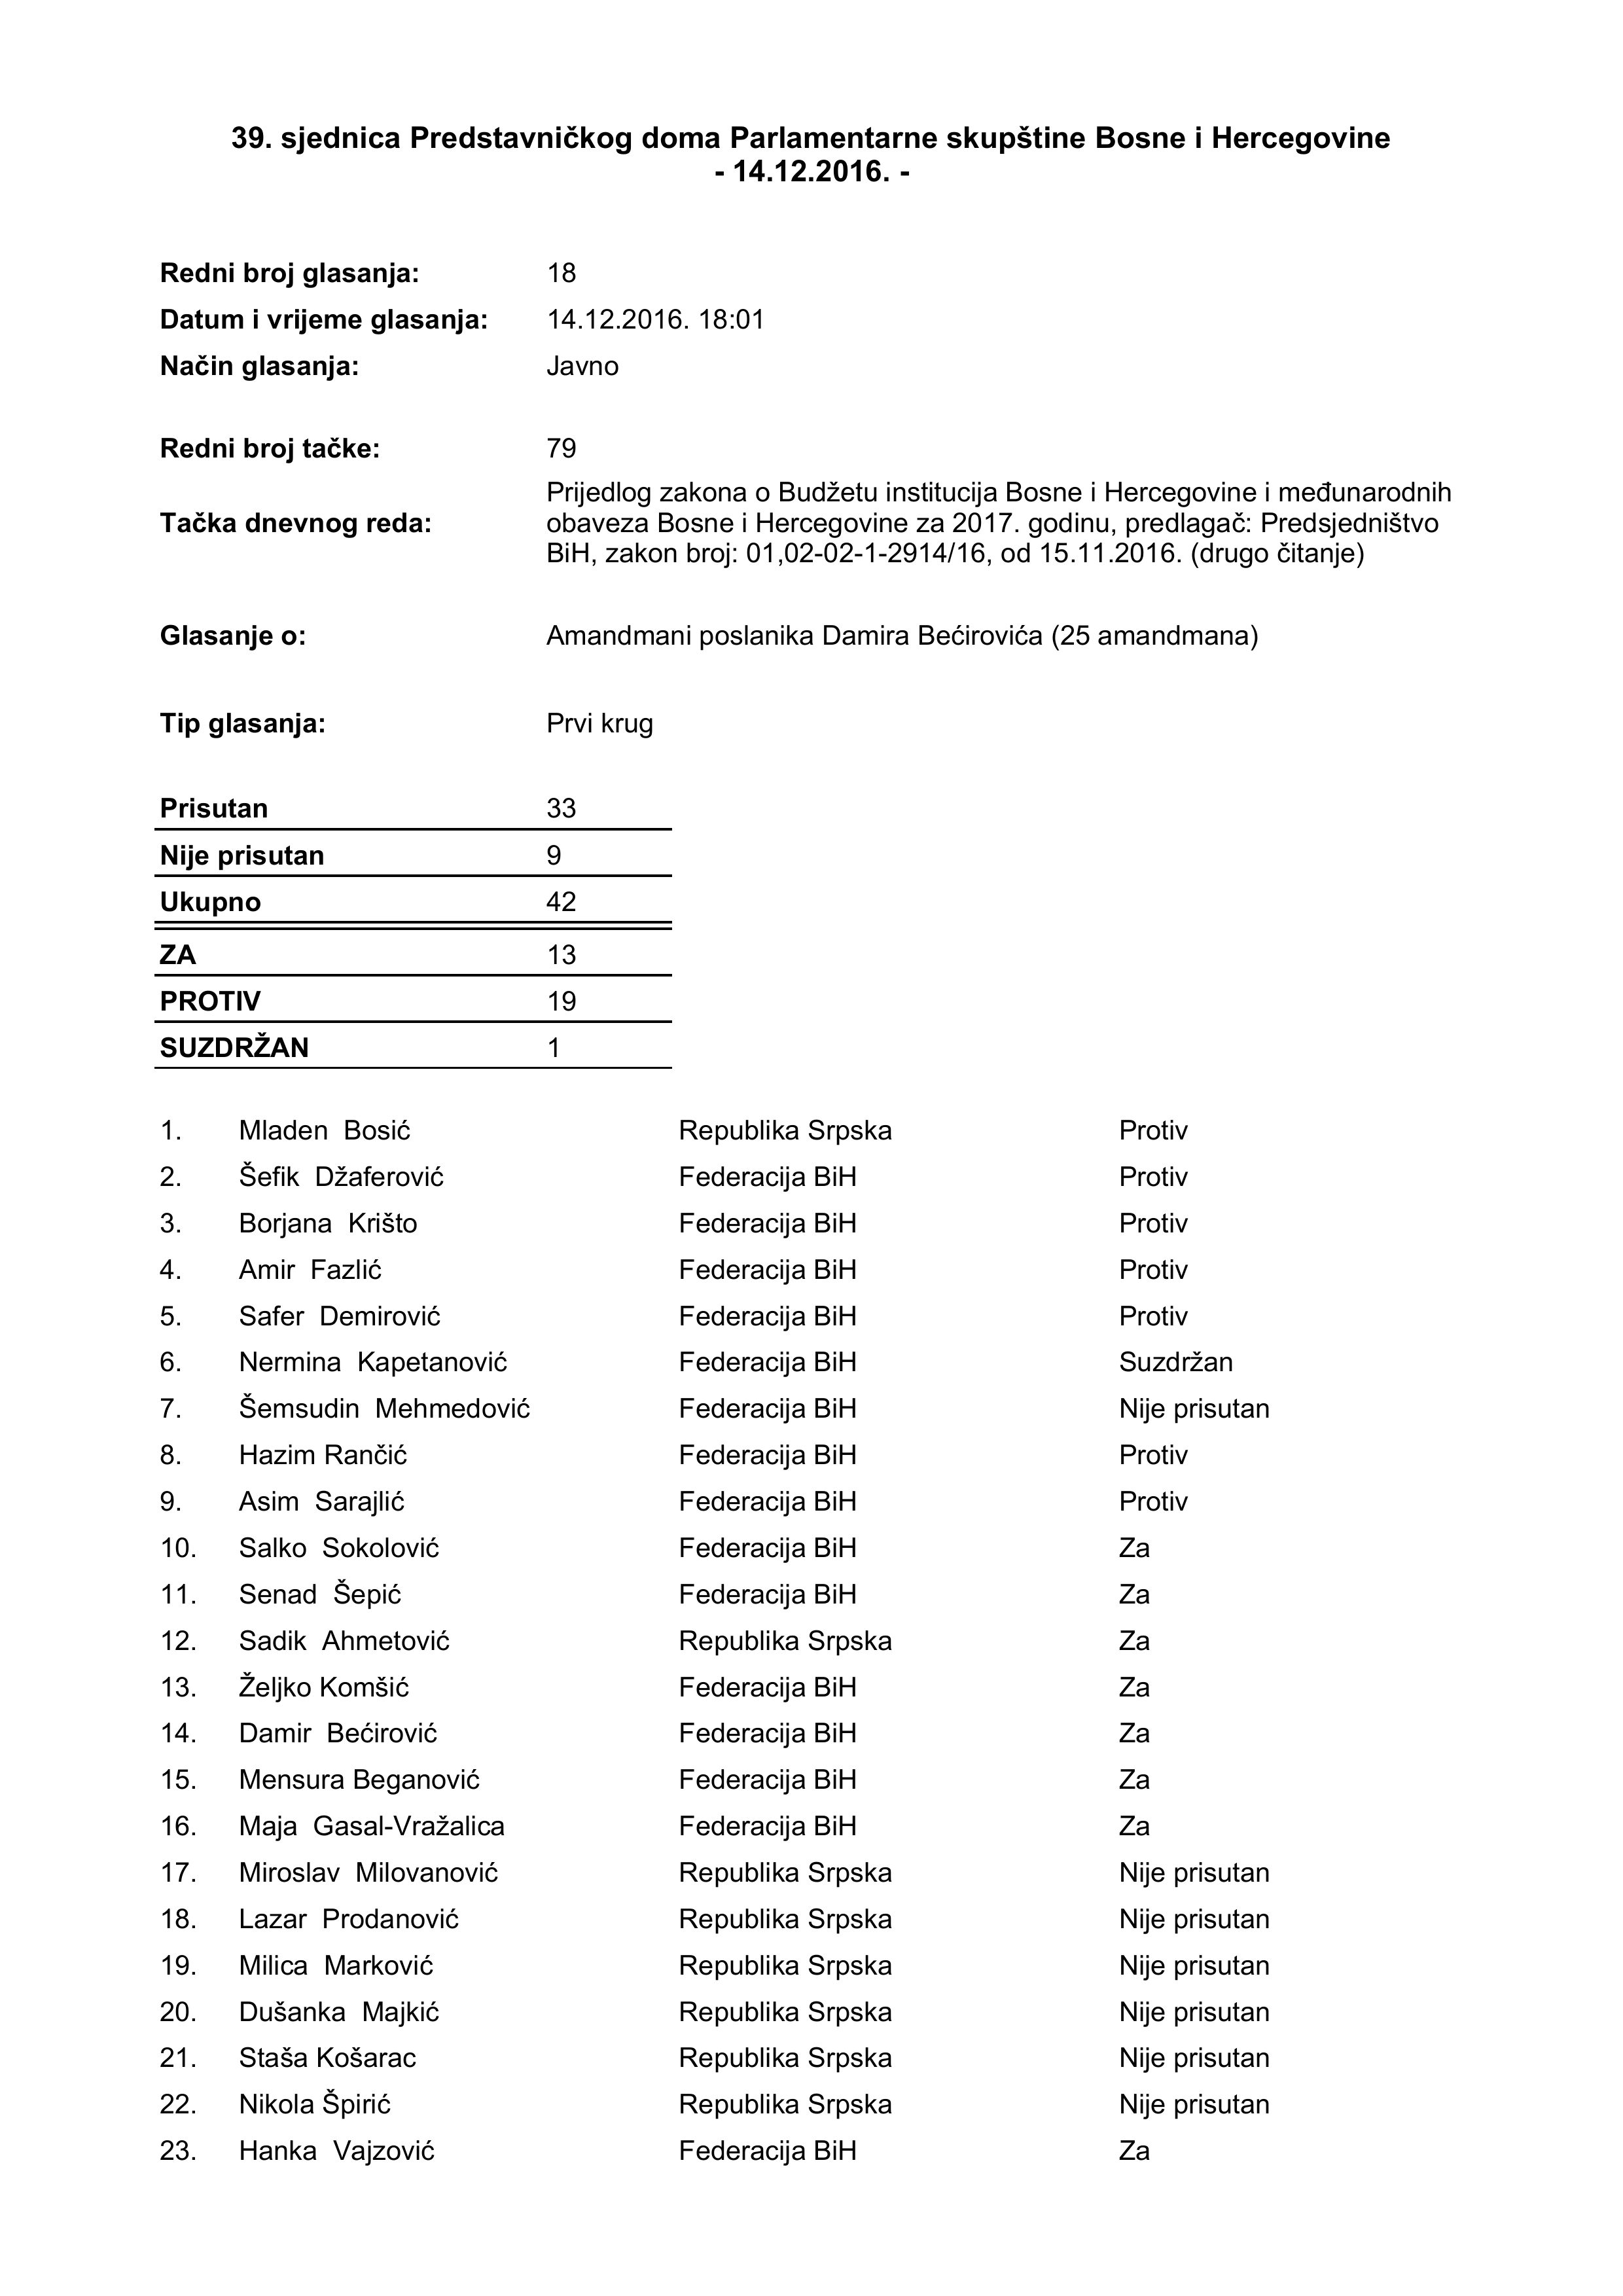 39. sjednica Predstavničkog doma Parlamentarne skupštine Bosne i Hercegovine
- 14.12.2016. -
Redni broj glasanja: 18
Datum i vrijeme glasanja: 14.12.2016. 18:01
Način glasanja: Javno
Redni broj tačke: 79
Tačka dnevnog reda: Prijedlog zakona o Budžetu institucija Bosne i Hercegovine i međunarodnih
obaveza Bosne i Hercegovine za 2017. godinu, predlagač: Predsjedništvo
BiH, zakon broj: 01,02-02-1-2914/16, od 15.11.2016. (drugo čitanje)
Glasanje o: Amandmani poslanika Damira Bećirovića (25 amandmana)
Tip glasanja: Prvi krug
Prisutan 33
Nije prisutan 9
Ukupno 42
ZA 13
PROTIV 19
SUZDRŽAN 1
1. Mladen Bosić Republika Srpska Protiv
2. Šefik Džaferović Federacija BiH Protiv
3. Borjana Krišto Federacija BiH Protiv
4. Amir Fazlić Federacija BiH Protiv
5. Safer Demirović Federacija BiH Protiv
6. Nermina Kapetanović Federacija BiH Suzdržan
7. Šemsudin Mehmedović Federacija BiH Nije prisutan
8. Hazim Rančić Federacija BiH Protiv
9. Asim Sarajlić Federacija BiH Protiv
10. Salko Sokolović Federacija BiH Za
11. Senad Šepić Federacija BiH Za
12. Sadik Ahmetović Republika Srpska Za
13. Željko Komšić Federacija BiH Za
14. Damir Bećirović Federacija BiH Za
15. Mensura Beganović Federacija BiH Za
16. Maja Gasal-Vražalica Federacija BiH Za
17. Miroslav Milovanović Republika Srpska Nije prisutan
18. Lazar Prodanović Republika Srpska Nije prisutan
19. Milica Marković Republika Srpska Nije prisutan
20. Dušanka Majkić Republika Srpska Nije prisutan
21. Staša Košarac Republika Srpska Nije prisutan
22. Nikola Špirić Republika Srpska Nije prisutan
23. Hanka Vajzović Federacija BiH Za